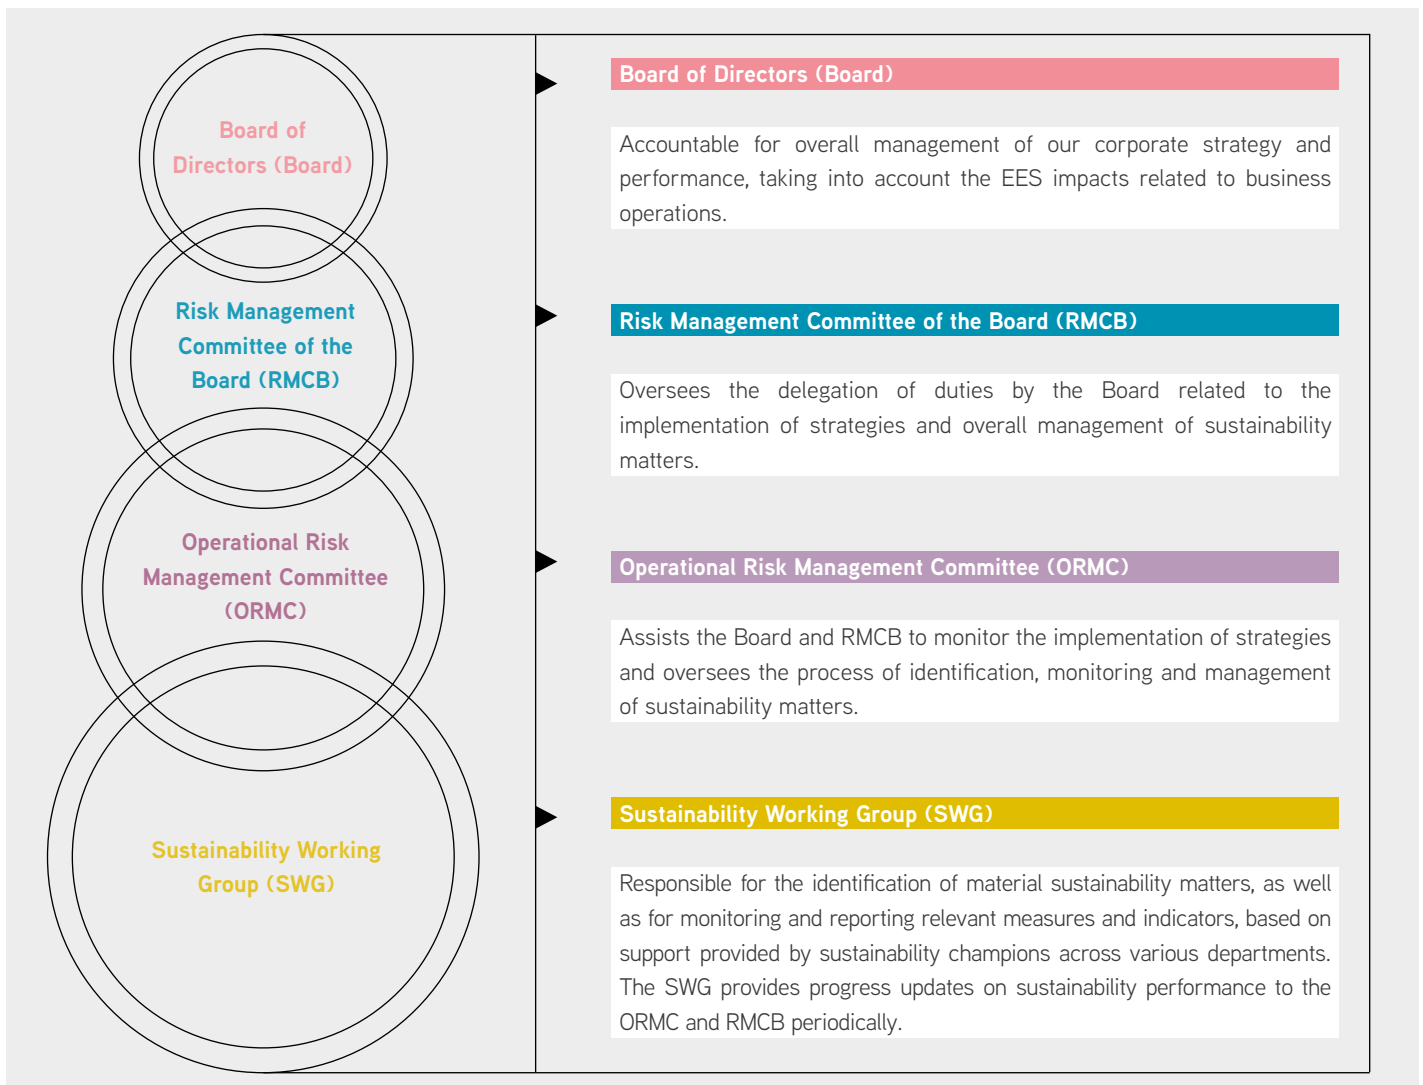 Board of
Directors (Board)
Risk Management
Committee of the
Board (RMCB)
Operational Risk
Management Committee
(ORMC)
Sustainability Working
Group (SWG)
Board of Directors (Board)
Accountable for overall management of our corporate strategy and
performance, taking into account the EES impacts related to business
operations.
Risk Management Committee of the Board (RMCB)
Oversees the delegation of duties by the Board related to the
implementation of strategies and overall management of sustainability
matters.
Operational Risk Management Committee (ORMC)
Assists the Board and RMCB to monitor the implementation of strategies
and oversees the process of identification, monitoring and management
of sustainability matters.
Sustainability Working Group (SWG)
Responsible for the identification of material sustainability matters, as well
as for monitoring and reporting relevant measures and indicators, based on
support provided by sustainability champions across various departments.
The SWG provides progress updates on sustainability performance to the
ORMC and RMCB periodically.